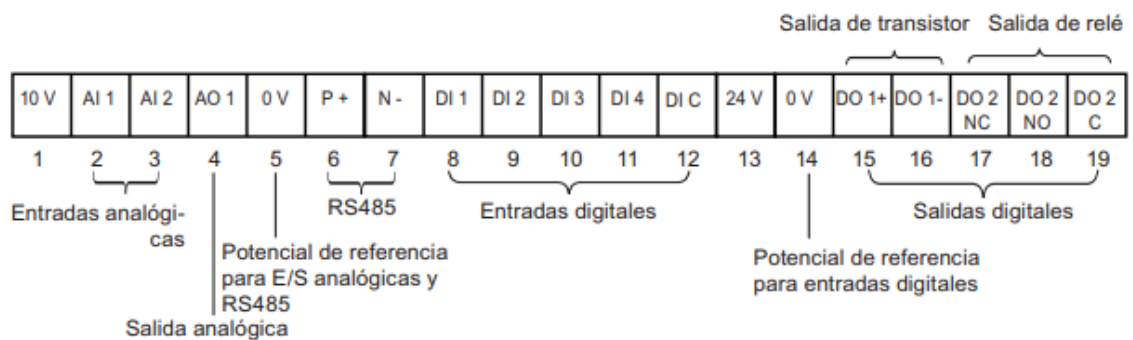 Salida de transistor Salida de relé
10 V AI 1 AI 2 AO 1 0 V P + N - DI 1 DI 2 DI 3 DI 4 DI C 24 V 0 V DO 1+ DO 1- DO 2 NC DO 2 NO DO 2 C
1 2 3 4 5 6 7 8 9 10 11 12 13 14 15 16 17 18 19
Entradas analógi-
cas
RS485
Entradas digitales
Salidas digitales
Potencial de referencia
para E/S analógicas y
RS485
Potencial de referencia
para entradas digitales
Salida analógica